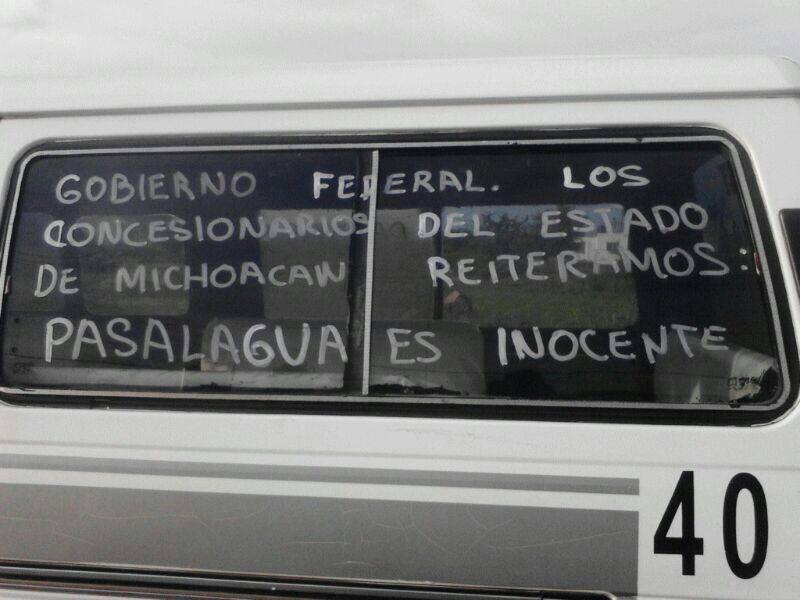 GOBIERNO FEDERAL. LOS
CONCESIONARIOS DEL ESTADO
DE MICHOACAN REITERAMOS:
PASALAGUA ES INOCENTE
40